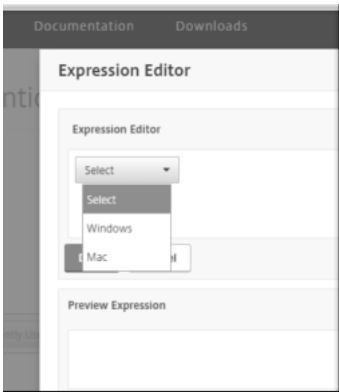 Documentation Downloads
Expression Editor
Expression Editor
Select
Select
Windows
Mac
Preview Expression